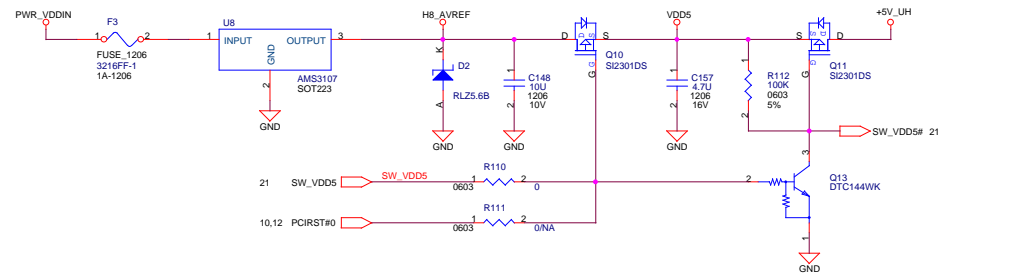 PWR_VDDIN
F3
1 2
FUSE_1206
3216FF-1
1A-1206
U8
1 INPUT OUTPUT 3
GND
2
AMS3107
SOT223
GND
H8_AVREF
K
D2
A
RLZ5.6B
GND
1
C148
10U
1206
10V
2
GND
D S
D S
G
G
Q10
SI2301DS
VDD5
1
C157
4.7U
1206
16V
2
GND
1
R112
100K
0603
5%
2
S D
S D
G
G
Q11
SI2301DS
+5V_UH
SW_VDD5# 21
3
2
Q13
DTC144WK
1
GND
21 SW_VDD5
SW_VDD5
R110
1 2
0603 0
10,12 PCIRST#0
R111
1 2
0603 0/NA